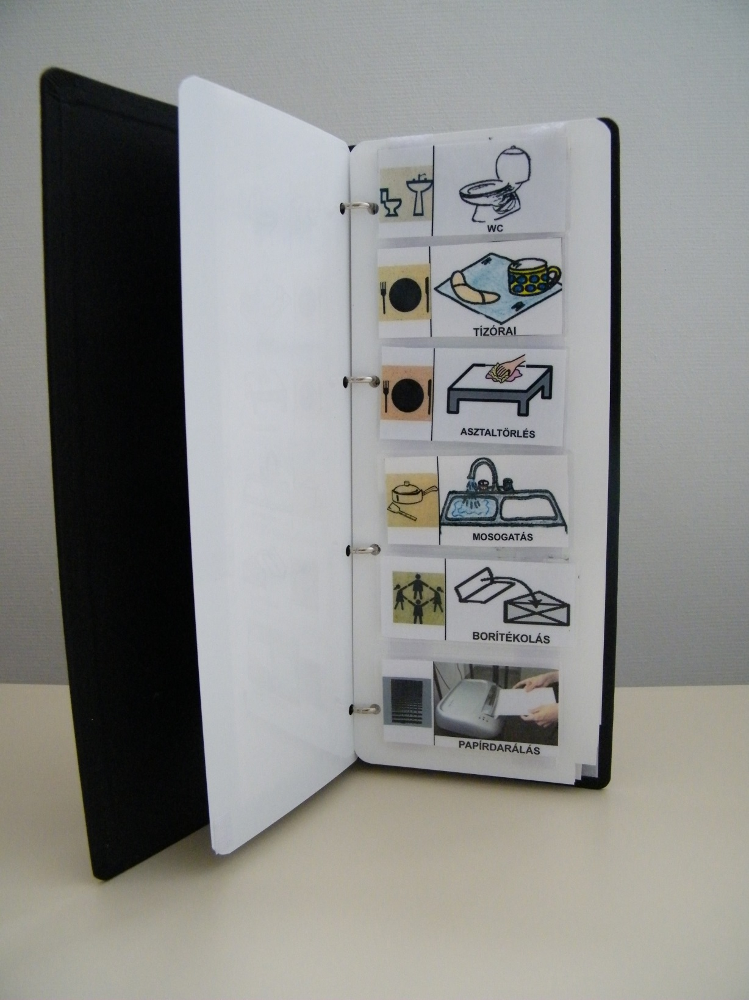 WC
TÍZÓRAI
ASZTALTÖRLÉS
MOSOGATÁS
BORÍTÉKOLÁS
PAPÍRDARÁLÁS